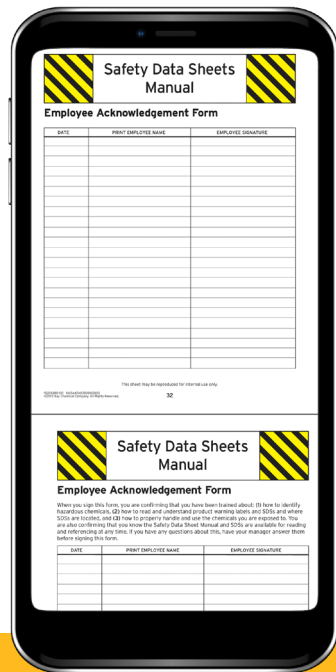 Safety Data Sheets
Manual
Employee Acknowledgement Form
DATE PRINT EMPLOYEE NAME EMPLOYEE SIGNATURE
This sheet may be reproduced for internal use only.
Kay Chemical Company. All Rights Reserved.
32
Safety Data Sheets
Manual
Employee Acknowledgement Form
When you sign this form, you are confirming that you have been trained about: (1) how to identify
hazardous chemicals, (2) how to read and understand product warning labels and SDSs and where
SDSs are located, and (3) how to properly handle and use the chemicals you are exposed to. You
are also confirming that you know the Safety Data Sheet Manual and SDSs are available for reading
and referencing at any time. If you have any questions about this, have your manager answer them
before signing this form.
DATE PRINT EMPLOYEE NAME EMPLOYEE SIGNATURE